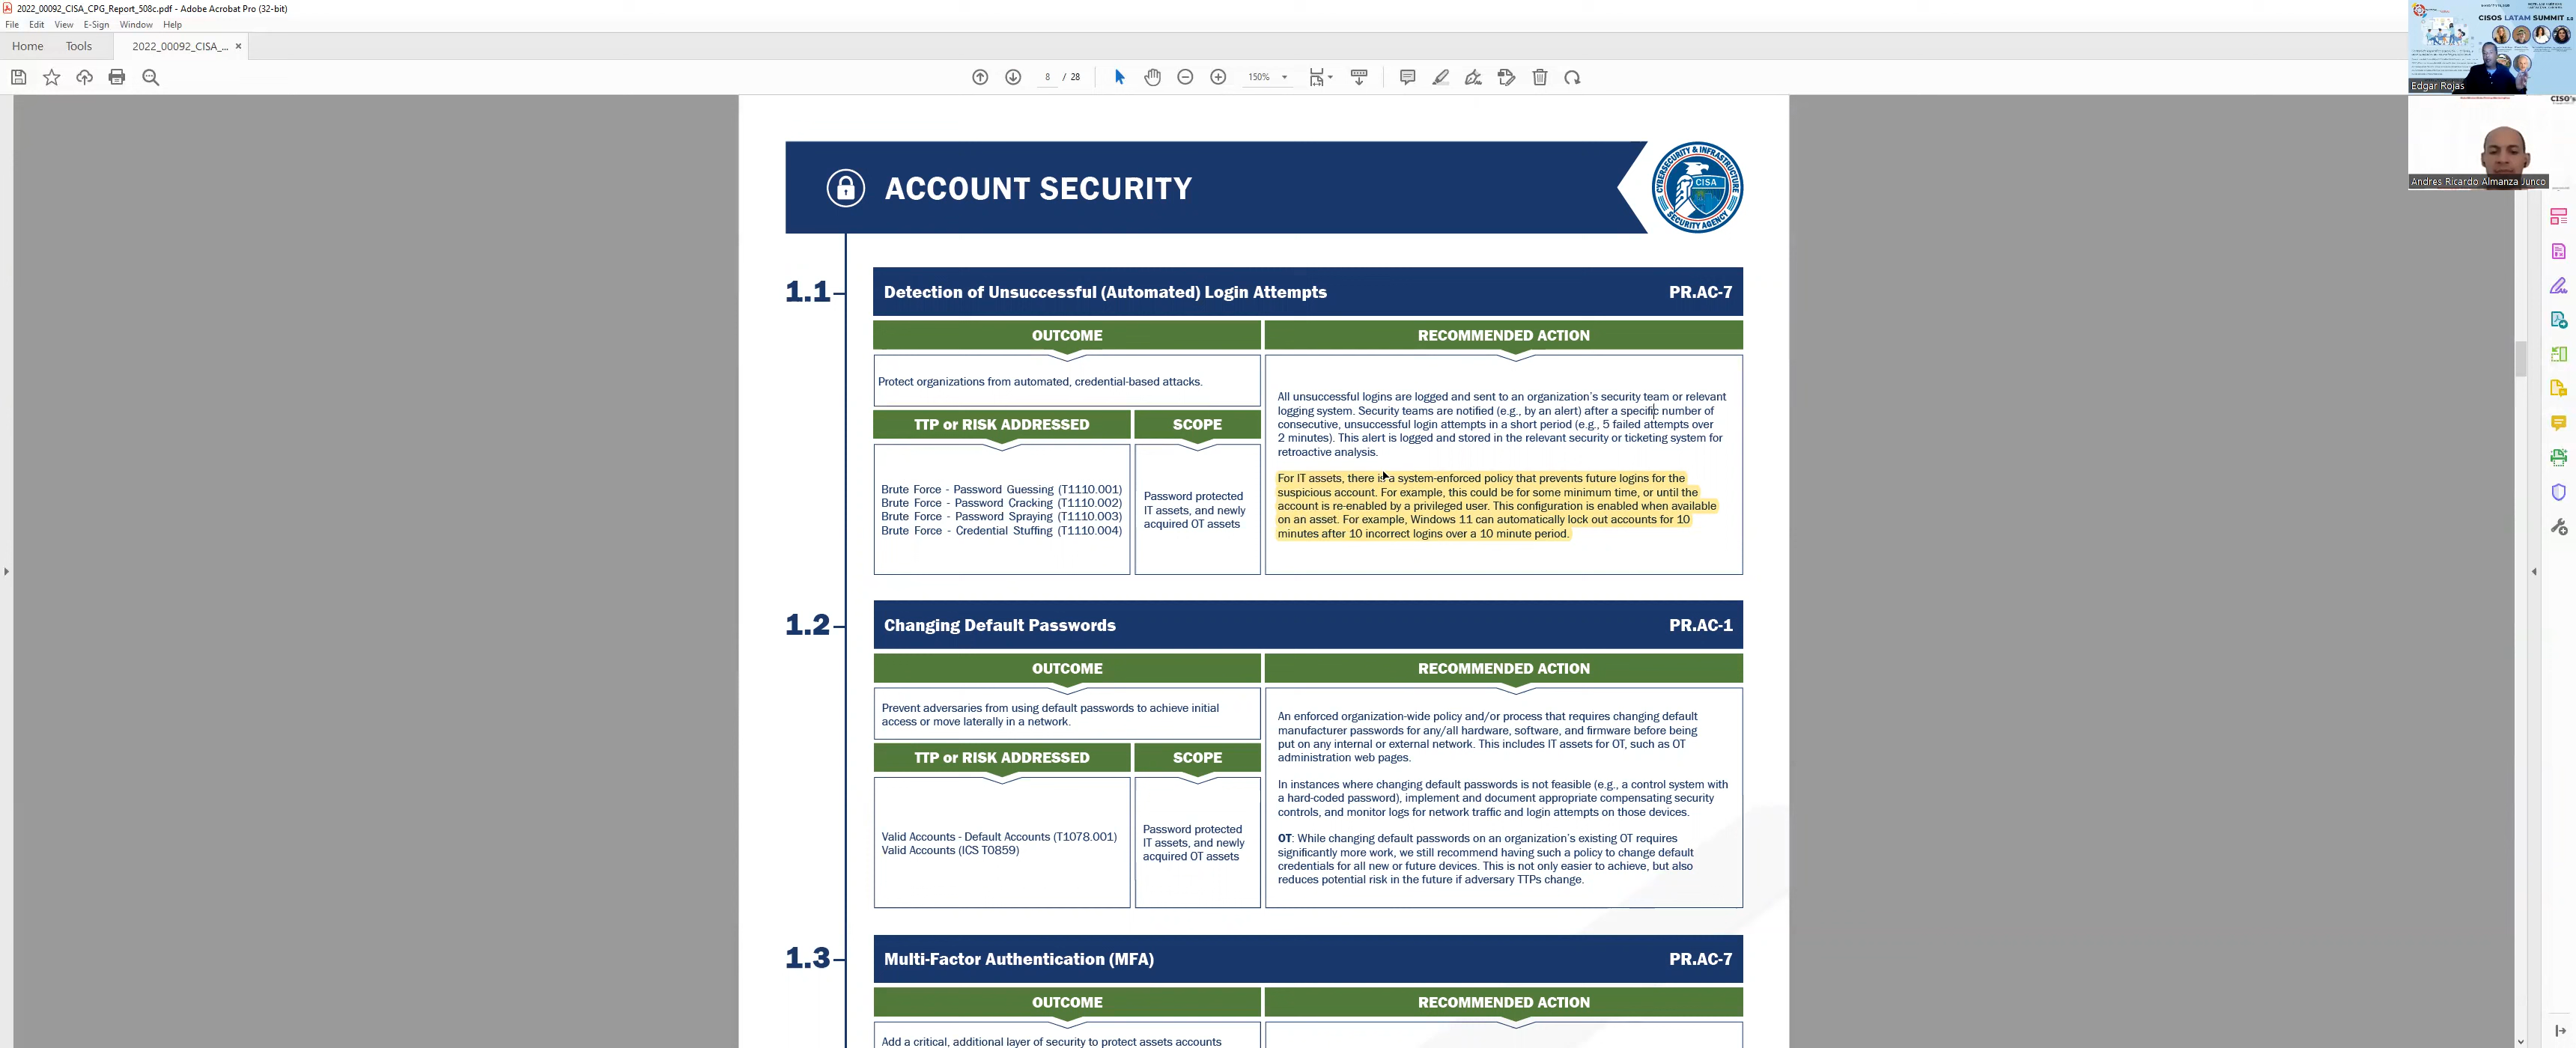 2022_00092_CISA_CPG_Report_508c.pdf - Adobe Acrobat Pro (32-bit)
File Edit View E-Sign Window Help
Home Tools 2022_00092_CISA_... ×
8 / 28 150%
CISOS LATAM SUMMIT
Edgar Rojas
CISO's
Andres Ricardo Almanza Junco
ACCOUNT SECURITY
CYBERSECURITY & INFRASTRUCTURE
CISA
SECURITY AGENCY
1.1
Detection of Unsuccessful (Automated) Login Attempts PR.AC-7
OUTCOME
Protect organizations from automated, credential-based attacks.
TTP or RISK ADDRESSED
Brute Force - Password Guessing (T1110.001)
Brute Force - Password Cracking (T1110.002)
Brute Force - Password Spraying (T1110.003)
Brute Force - Credential Stuffing (T1110.004)
SCOPE
Password protected
IT assets, and newly
acquired OT assets
RECOMMENDED ACTION
All unsuccessful logins are logged and sent to an organization's security team or relevant
logging system. Security teams are notified (e.g., by an alert) after a specific number of
consecutive, unsuccessful login attempts in a short period (e.g., 5 failed attempts over
2 minutes). This alert is logged and stored in the relevant security or ticketing system for
retroactive analysis.
For IT assets, there is a system-enforced policy that prevents future logins for the
suspicious account. For example, this could be for some minimum time, or until the
account is re-enabled by a privileged user. This configuration is enabled when available
on an asset. For example, Windows 11 can automatically lock out accounts for 10
minutes after 10 incorrect logins over a 10 minute period.
1.2
Changing Default Passwords PR.AC-1
OUTCOME
Prevent adversaries from using default passwords to achieve initial
access or move laterally in a network.
TTP or RISK ADDRESSED
Valid Accounts - Default Accounts (T1078.001)
Valid Accounts (ICS T0859)
SCOPE
Password protected
IT assets, and newly
acquired OT assets
RECOMMENDED ACTION
An enforced organization-wide policy and/or process that requires changing default
manufacturer passwords for any/all hardware, software, and firmware before being
put on any internal or external network. This includes IT assets for OT, such as OT
administration web pages.
In instances where changing default passwords is not feasible (e.g., a control system with
a hard-coded password), implement and document appropriate compensating security
controls, and monitor logs for network traffic and login attempts on those devices.
OT: While changing default passwords on an organization's existing OT requires
significantly more work, we still recommend having such a policy to change default
credentials for all new or future devices. This is not only easier to achieve, but also
reduces potential risk in the future if adversary TTPs change.
1.3
Multi-Factor Authentication (MFA) PR.AC-7
OUTCOME
Add a critical, additional layer of security to protect assets accounts
RECOMMENDED ACTION